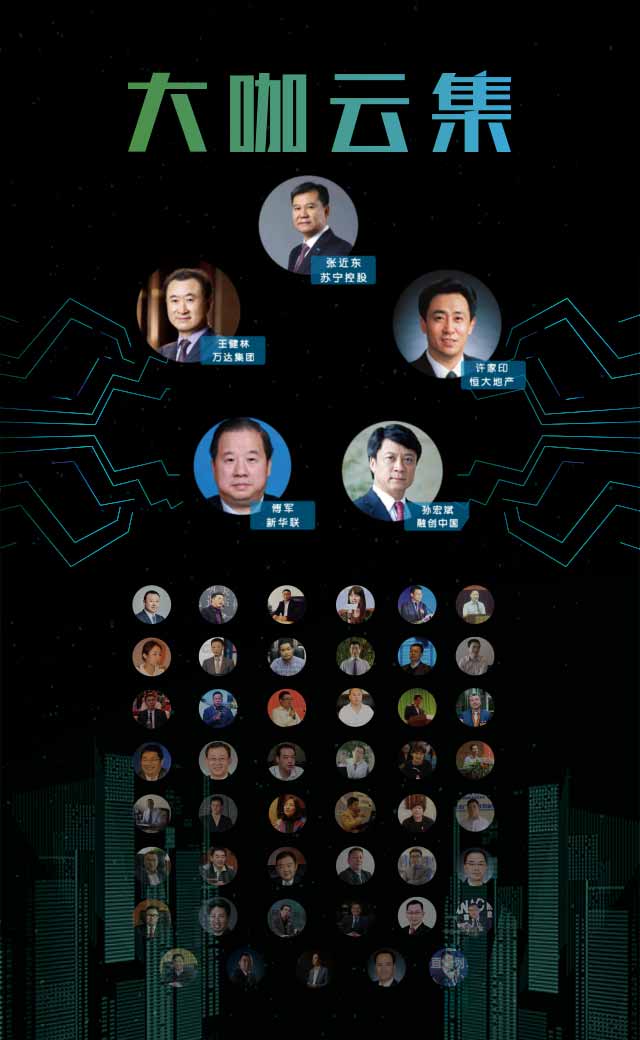 大咖云集
张近东
苏宁控股
王健林
万达集团
许家印
恒大地产
傅军
新华联
孙宏斌
融创中国